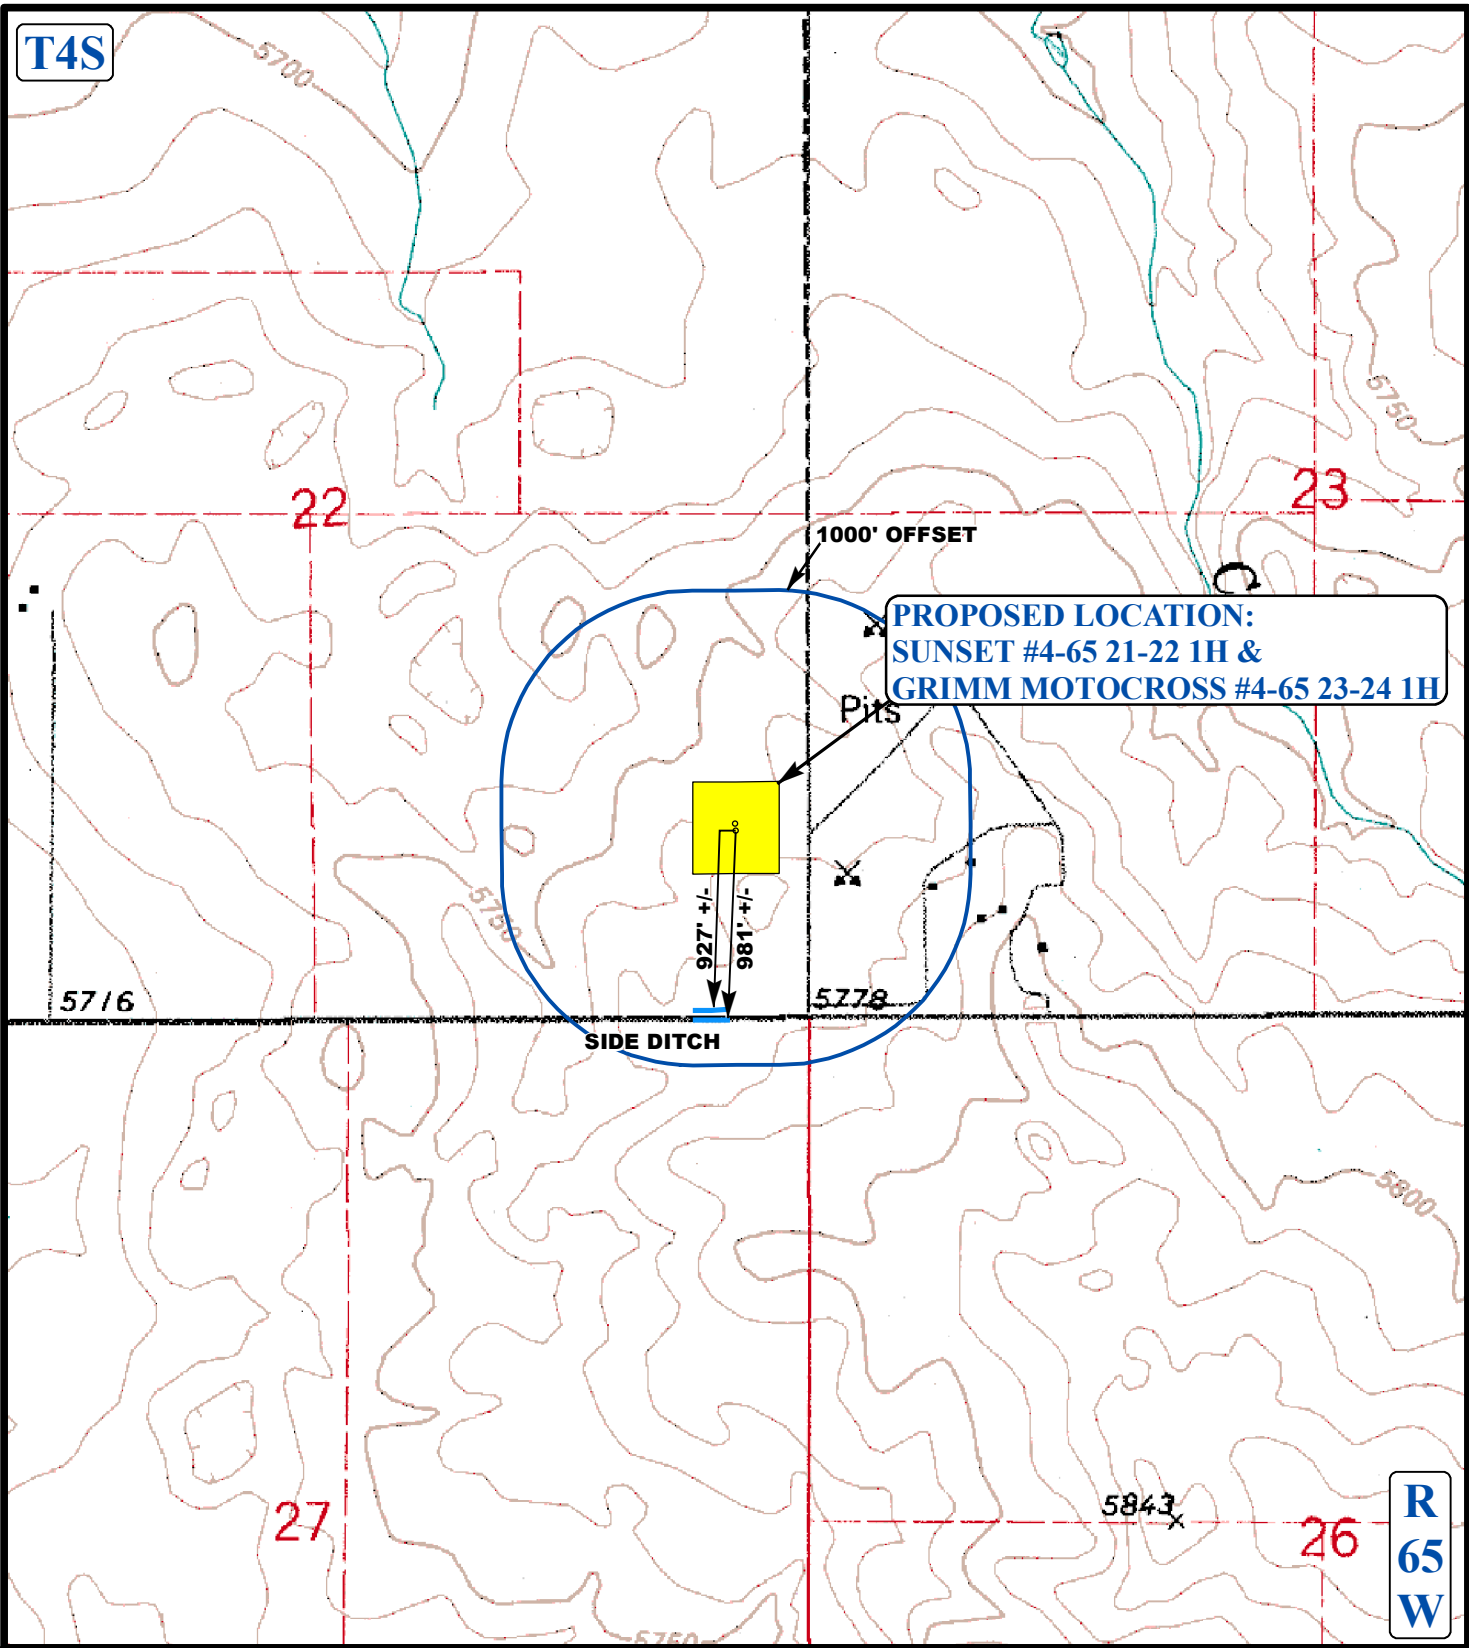 T4S
5700
5750
22
23
1000' OFFSET
PROPOSED LOCATION:
SUNSET #4-65 21-22 1H &
GRIMM MOTOCROSS #4-65 23-24 1H
Pits
5750
927' +/-
981' +/-
5716
5778
SIDE DITCH
5800
27
5843
26
5750
R
65
W